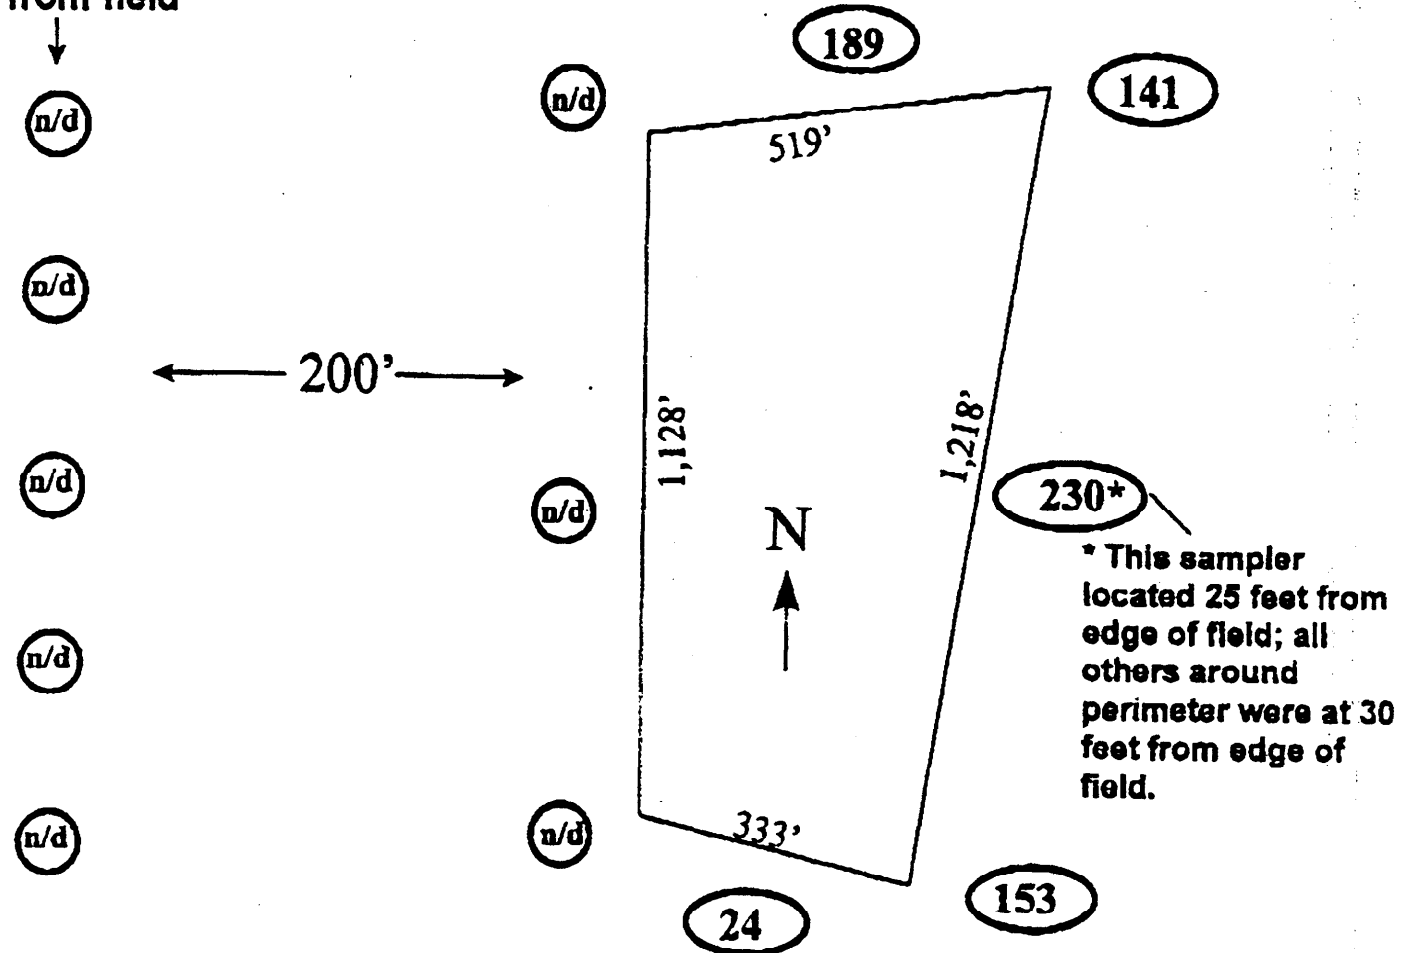 from field
189
141
n/d
n/d
519’
n/d
200’
1,128’
1,218’
n/d
n/d
230*
N
* This sampler
located 25 feet from
edge of field; all
others around
perimeter were at 30
feet from edge of
field.
n/d
n/d
n/d
333’
153
24